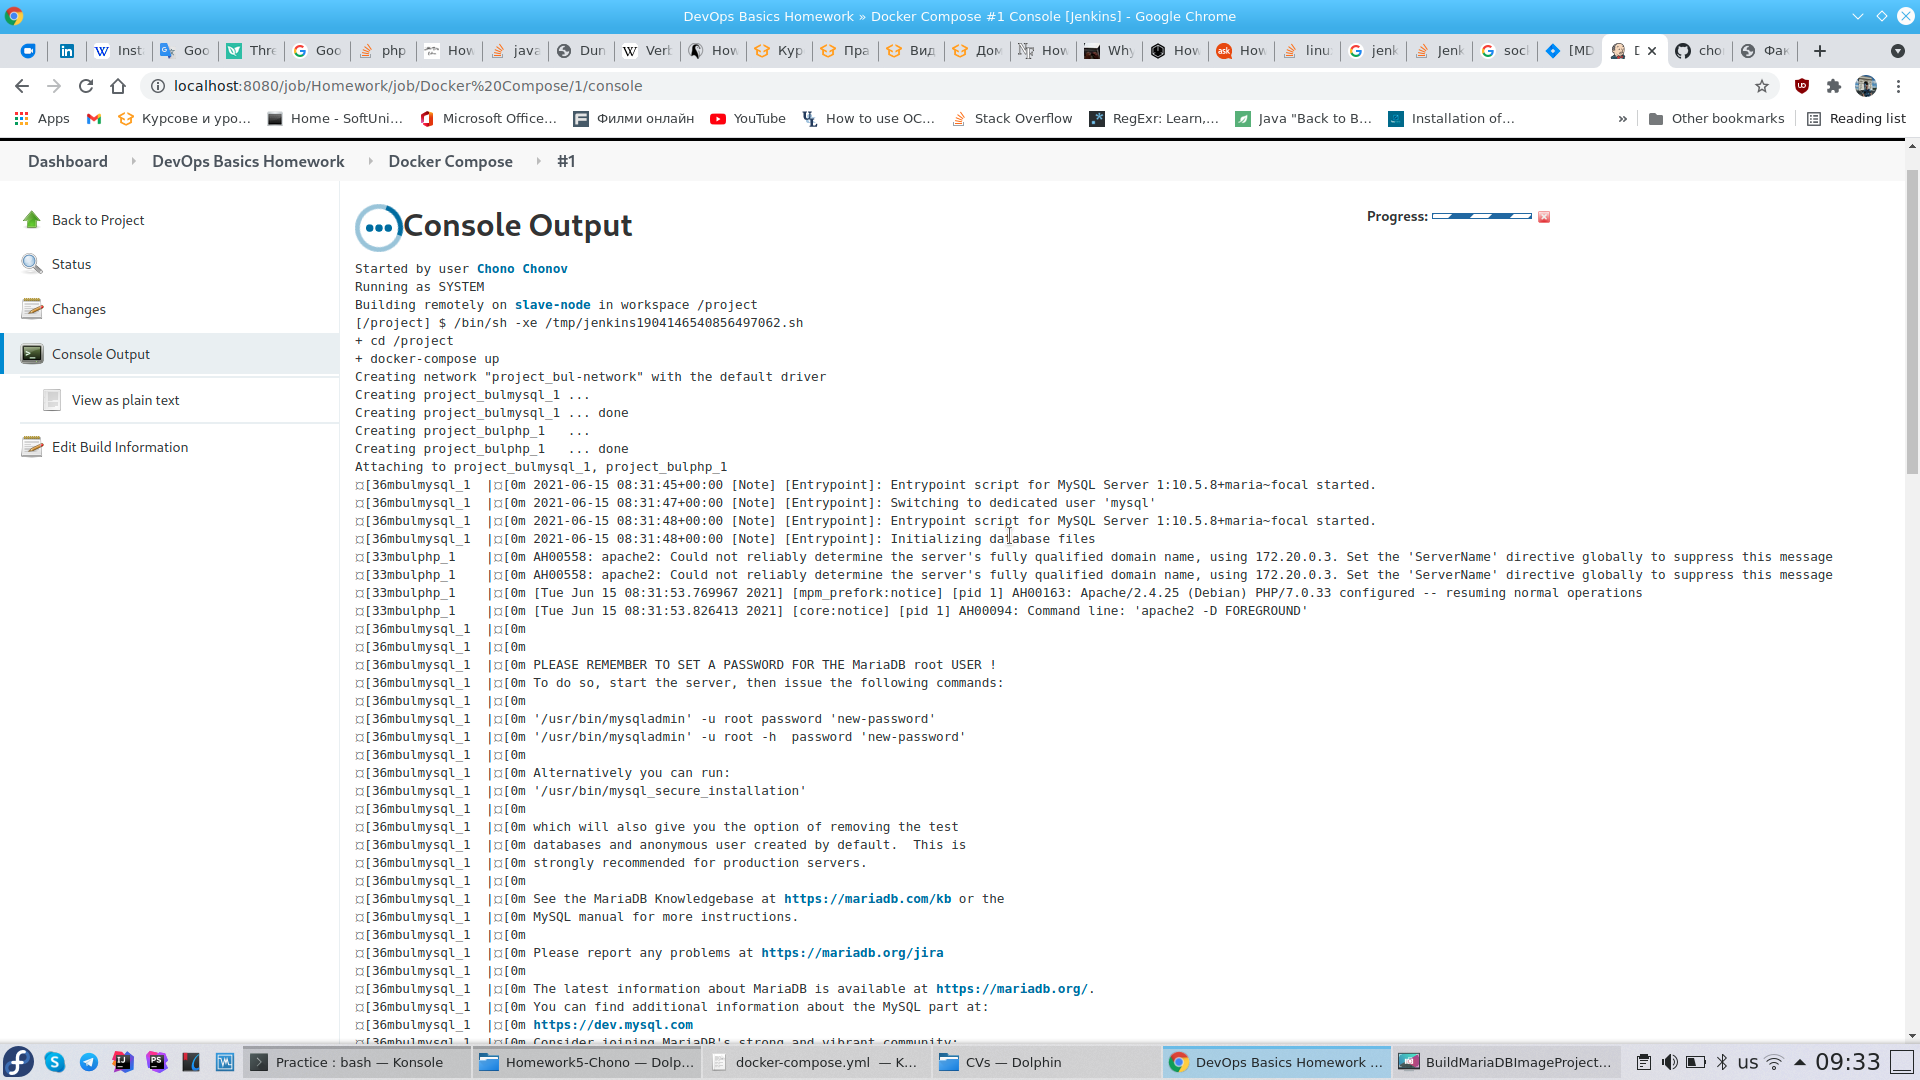 DevOps Basics Homework » Docker Compose #1 Console [Jenkins] - Google Chrome
Inst
Goo
Thre
Goo
php
How
java
Dun
Verb
How
Кур
Пра
Вид
Дом
How
Why
How
How
linu
jenk
Jenk
soc
[MD
cho
Фак
localhost:8080/job/Homework/job/Docker%20Compose/1/console
Apps
Курсове и уро...
Home - SoftUni...
Microsoft Office...
Филми онлайн
YouTube
How to use OC...
Stack Overflow
RegExr: Learn,...
Java "Back to B...
Installation of...
»
Other bookmarks
Reading list
Dashboard
DevOps Basics Homework
Docker Compose
#1
Back to Project
Status
Changes
Console Output
View as plain text
Edit Build Information
Console Output
Progress:
Started by user Chono Chonov
Running as SYSTEM
Building remotely on slave-node in workspace /project
[/project] $ /bin/sh -xe /tmp/jenkins1904146540856497062.sh
+ cd /project
+ docker-compose up
Creating network "project_bul-network" with the default driver
Creating project_bulmysql_1 ...
Creating project_bulmysql_1 ... done
Creating project_bulphp_1   ...
Creating project_bulphp_1   ... done
Attaching to project_bulmysql_1, project_bulphp_1
¤[36mbulmysql_1  |¤[0m 2021-06-15 08:31:45+00:00 [Note] [Entrypoint]: Entrypoint script for MySQL Server 1:10.5.8+maria~focal started.
¤[36mbulmysql_1  |¤[0m 2021-06-15 08:31:47+00:00 [Note] [Entrypoint]: Switching to dedicated user 'mysql'
¤[36mbulmysql_1  |¤[0m 2021-06-15 08:31:48+00:00 [Note] [Entrypoint]: Entrypoint script for MySQL Server 1:10.5.8+maria~focal started.
¤[36mbulmysql_1  |¤[0m 2021-06-15 08:31:48+00:00 [Note] [Entrypoint]: Initializing database files
¤[33mbulphp_1    |¤[0m AH00558: apache2: Could not reliably determine the server's fully qualified domain name, using 172.20.0.3. Set the 'ServerName' directive globally to suppress this message
¤[33mbulphp_1    |¤[0m AH00558: apache2: Could not reliably determine the server's fully qualified domain name, using 172.20.0.3. Set the 'ServerName' directive globally to suppress this message
¤[33mbulphp_1    |¤[0m [Tue Jun 15 08:31:53.769967 2021] [mpm_prefork:notice] [pid 1] AH00163: Apache/2.4.25 (Debian) PHP/7.0.33 configured -- resuming normal operations
¤[33mbulphp_1    |¤[0m [Tue Jun 15 08:31:53.826413 2021] [core:notice] [pid 1] AH00094: Command line: 'apache2 -D FOREGROUND'
¤[36mbulmysql_1  |¤[0m
¤[36mbulmysql_1  |¤[0m
¤[36mbulmysql_1  |¤[0m PLEASE REMEMBER TO SET A PASSWORD FOR THE MariaDB root USER !
¤[36mbulmysql_1  |¤[0m To do so, start the server, then issue the following commands:
¤[36mbulmysql_1  |¤[0m
¤[36mbulmysql_1  |¤[0m '/usr/bin/mysqladmin' -u root password 'new-password'
¤[36mbulmysql_1  |¤[0m '/usr/bin/mysqladmin' -u root -h  password 'new-password'
¤[36mbulmysql_1  |¤[0m
¤[36mbulmysql_1  |¤[0m Alternatively you can run:
¤[36mbulmysql_1  |¤[0m '/usr/bin/mysql_secure_installation'
¤[36mbulmysql_1  |¤[0m
¤[36mbulmysql_1  |¤[0m which will also give you the option of removing the test
¤[36mbulmysql_1  |¤[0m databases and anonymous user created by default.  This is
¤[36mbulmysql_1  |¤[0m strongly recommended for production servers.
¤[36mbulmysql_1  |¤[0m
¤[36mbulmysql_1  |¤[0m See the MariaDB Knowledgebase at https://mariadb.com/kb or the
¤[36mbulmysql_1  |¤[0m MySQL manual for more instructions.
¤[36mbulmysql_1  |¤[0m
¤[36mbulmysql_1  |¤[0m Please report any problems at https://mariadb.org/jira
¤[36mbulmysql_1  |¤[0m
¤[36mbulmysql_1  |¤[0m The latest information about MariaDB is available at https://mariadb.org/.
¤[36mbulmysql_1  |¤[0m You can find additional information about the MySQL part at:
¤[36mbulmysql_1  |¤[0m https://dev.mysql.com
¤[36mbulmysql_1  |¤[0m Consider joining MariaDB's strong and vibrant community:
Practice : bash — Konsole
Homework5-Chono — Dolp...
docker-compose.yml — K...
CVs — Dolphin
DevOps Basics Homework ...
BuildMariaDBImageProject...
us
09:33